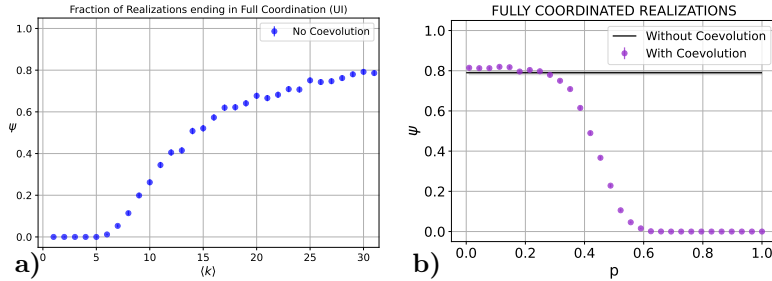 Fraction of Realizations ending in Full Coordination (UI)
No Coevolution
ψ
1.0
0.8
0.6
0.4
0.2
0.0
0
5
10
15
20
25
30
⟨k⟩
a)
FULLY COORDINATED REALIZATIONS
Without Coevolution
With Coevolution
ψ
1.0
0.8
0.6
0.4
0.2
0.0
0.0
0.2
0.4
0.6
0.8
1.0
p
b)